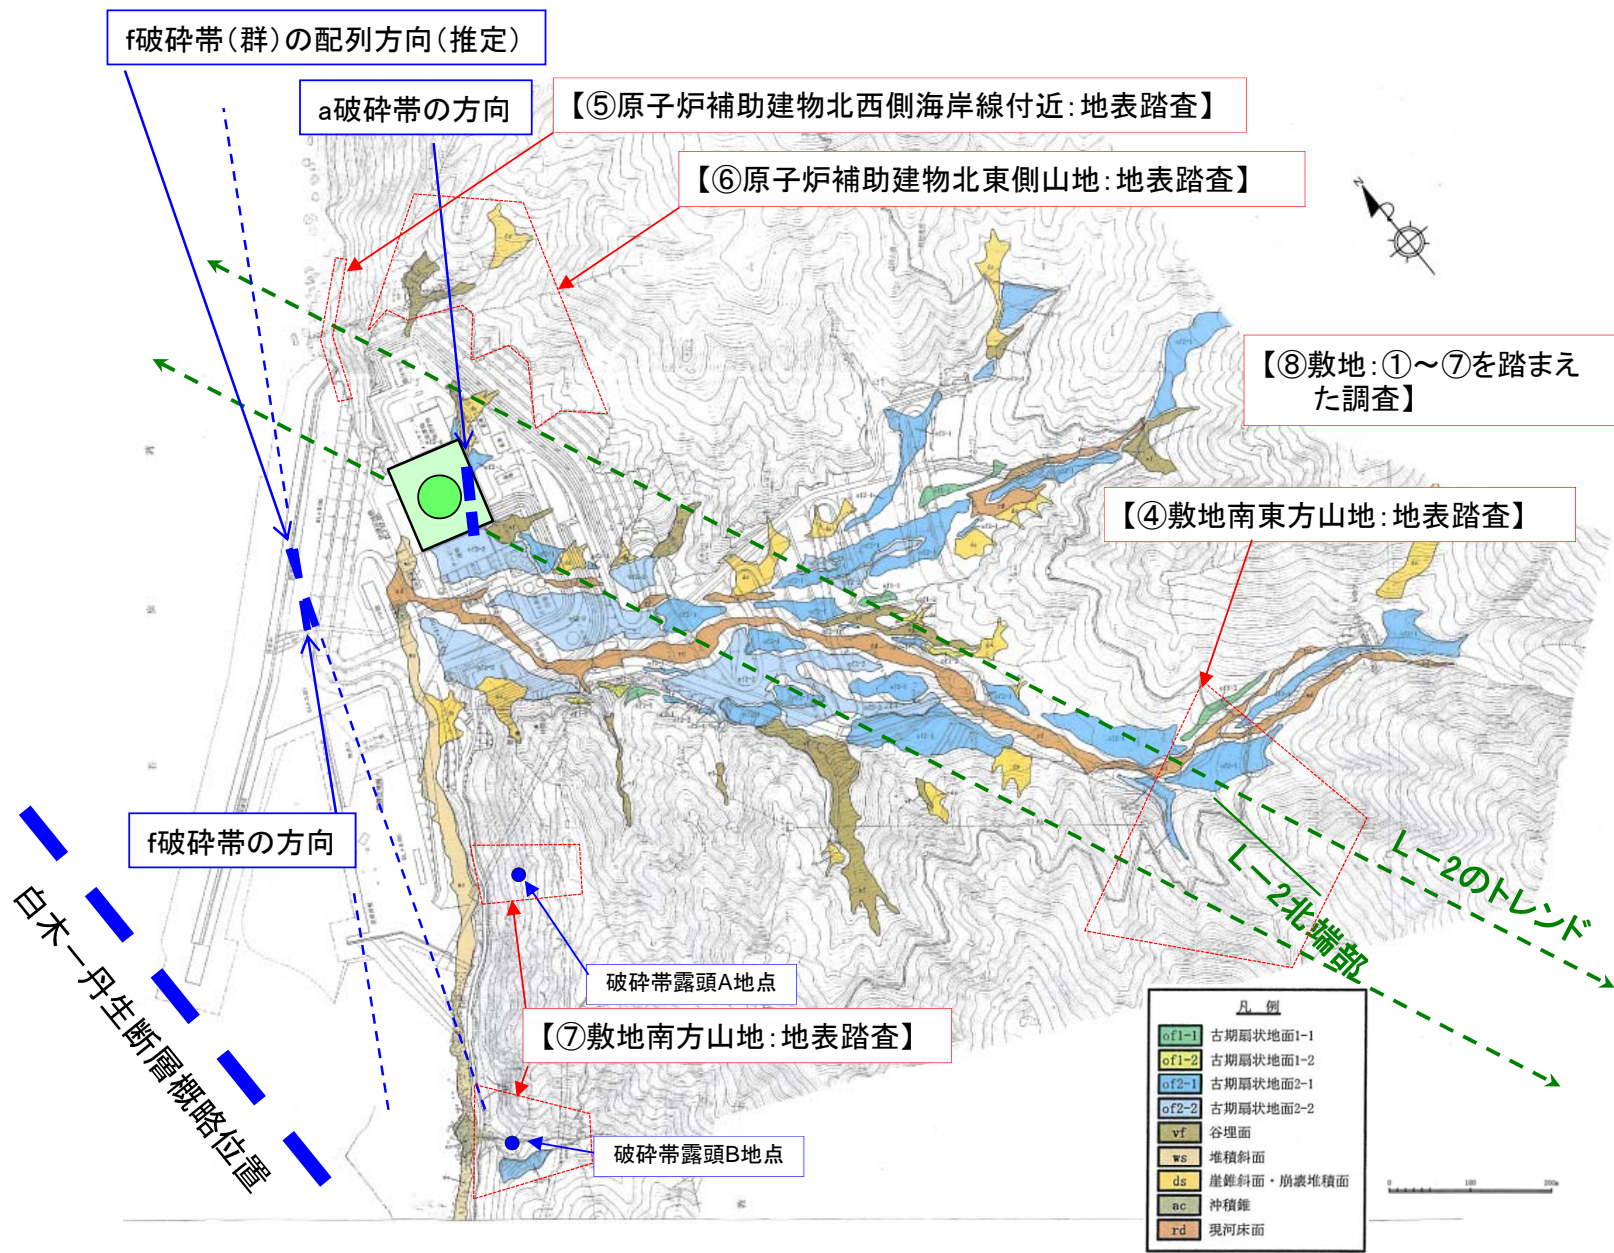 f破砕帯(群)の配列方向(推定)
a破砕帯の方向
【⑤原子炉補助建物北西側海岸線付近:地表踏査】
【⑥原子炉補助建物北東側山地:地表踏査】
N
【⑧敷地:①～⑦を踏まえ
た調査】
【④敷地南東方山地:地表踏査】
f破砕帯の方向
白木ー丹生断層概略位置
破砕帯露頭A地点
【⑦敷地南方山地:地表踏査】
破砕帯露頭B地点
L-2のトレンド
L-2北端部
凡 例
of1-1 古期扇状地面1-1
of1-2 古期扇状地面1-2
of2-1 古期扇状地面2-1
of2-2 古期扇状地面2-2
vf 谷埋面
ws 堆積斜面
ds 崖錐斜面・崩壊堆積面
ac 沖積錐
rd 現河床面
0 100 200m